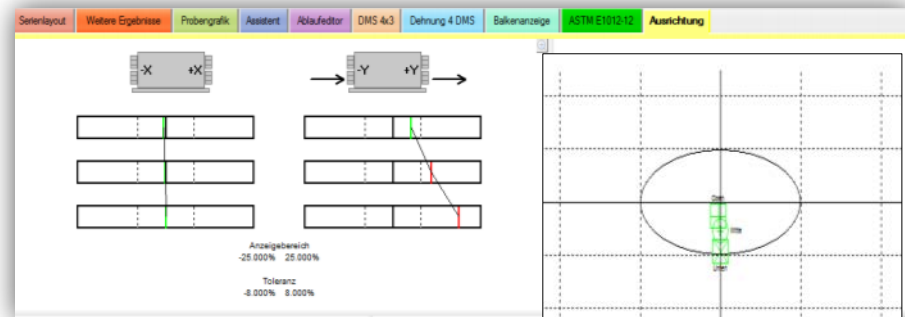 Serienlayout Weitere Ergebnisse Probengrafik Assistent Ablaufeditor DMS 4x3 Dehnung 4 DMS Balkenanzeige ASTM E1012-12 Ausrichtung
-X +X
-Y +Y
Anzeigebereich
-25.000% 25.000%
Toleranz
-8.000% 8.000%